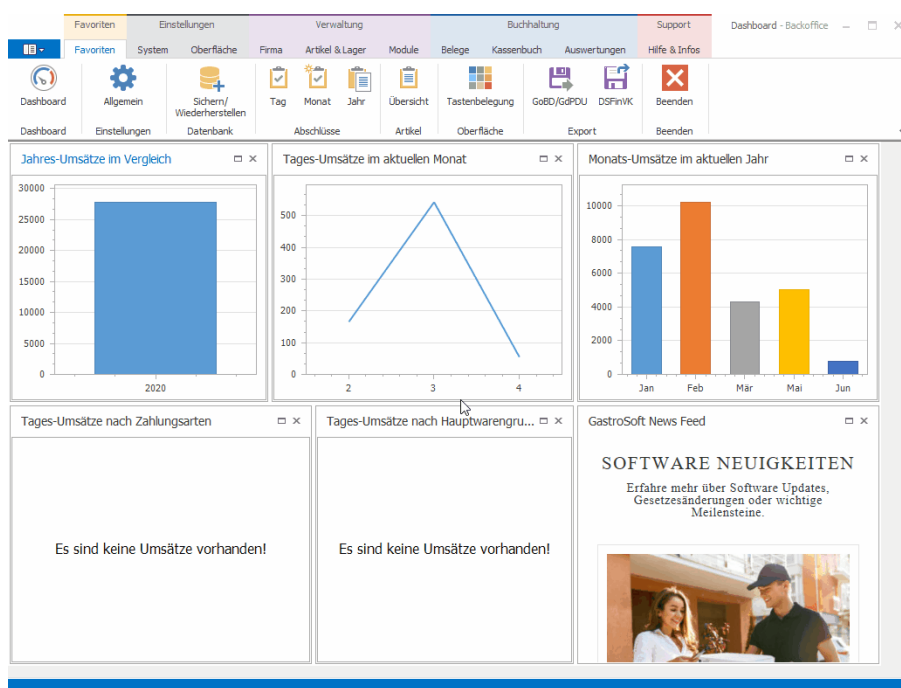 Favoriten Einstellungen Verwaltung Buchhaltung Support Dashboard - Backoffice
Favoriten System Oberfläche Firma Artikel & Lager Module Belege Kassenbuch Auswertungen Hilfe & Infos
Dashboard Allgemein Sichern/ Tag Monat Jahr Übersicht Tastenbelegung GoBD/GdPDU DSFinVK Beenden
Wiederherstellen
Dashboard Einstellungen Datenbank Abschlüsse Artikel Oberfläche Export Beenden
Jahres-Umsätze im Vergleich
30000
25000
20000
15000
10000
5000
0
2020
Tages-Umsätze im aktuellen Monat
500
400
300
200
100
0
2 3 4
Monats-Umsätze im aktuellen Jahr
10000
8000
6000
4000
2000
0
Jan Feb Mär Mai Jun
Tages-Umsätze nach Zahlungsarten
Es sind keine Umsätze vorhanden!
Tages-Umsätze nach Hauptwarengru...
Es sind keine Umsätze vorhanden!
GastroSoft News Feed
SOFTWARE NEUIGKEITEN
Erfahre mehr über Software Updates,
Gesetzesänderungen oder wichtige
Meilensteine.